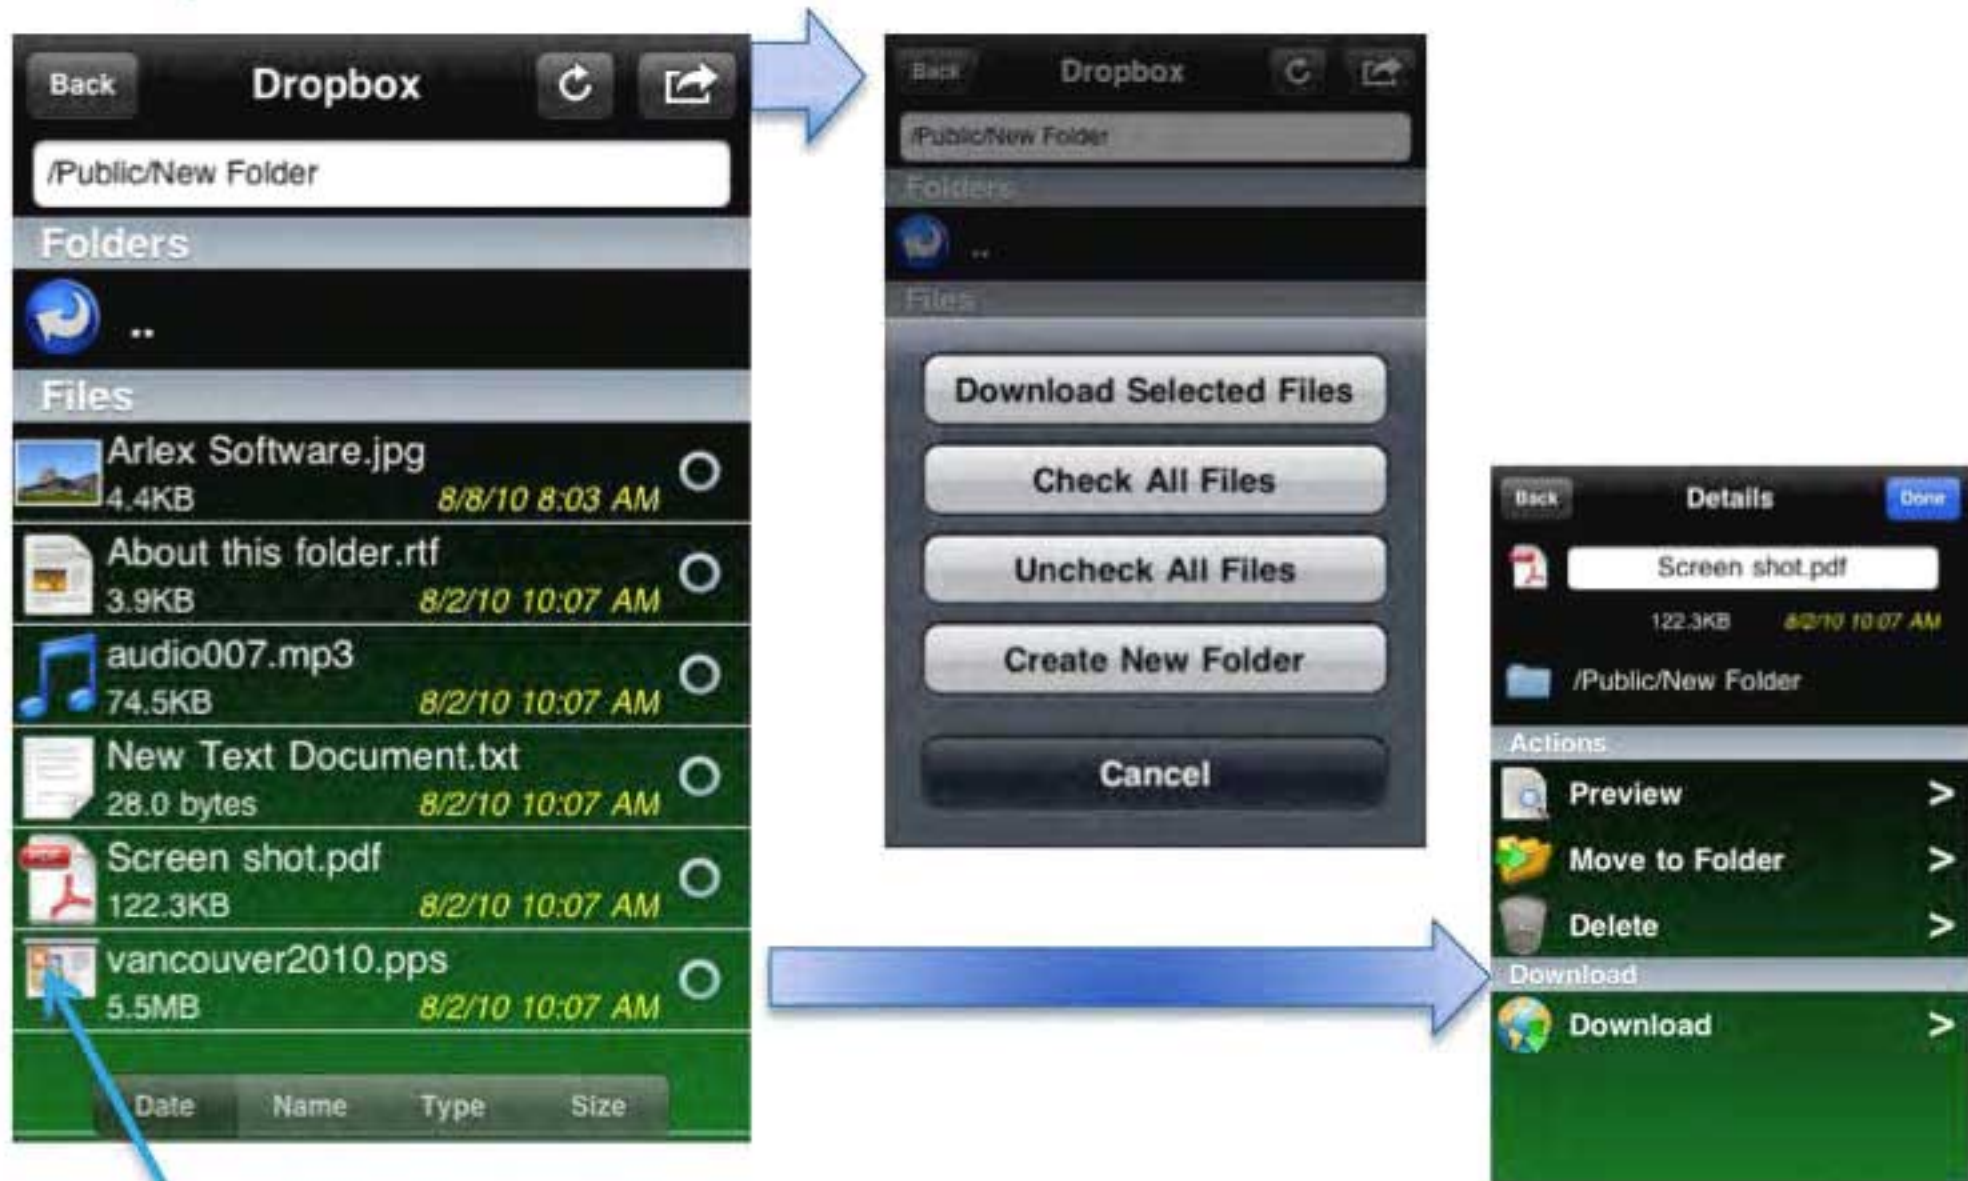 Back Dropbox
/Public/New Folder
Folders
..
Files
Arlex Software.jpg
4.4KB 8/8/10 8:03 AM
About this folder.rtf
3.9KB 8/2/10 10:07 AM
audio007.mp3
74.5KB 8/2/10 10:07 AM
New Text Document.txt
28.0 bytes 8/2/10 10:07 AM
PDF
Screen shot.pdf
122.3KB 8/2/10 10:07 AM
vancouver2010.pps
5.5MB 8/2/10 10:07 AM
Date Name Type Size
Back Dropbox
/Public/New Folder
Folders
..
Files
Download Selected Files
Check All Files
Uncheck All Files
Create New Folder
Cancel
Back Details Done
Screen shot.pdf
122.3KB 8/2/10 10:07 AM
/Public/New Folder
Actions
Preview >
Move to Folder >
Delete >
Download
Download >